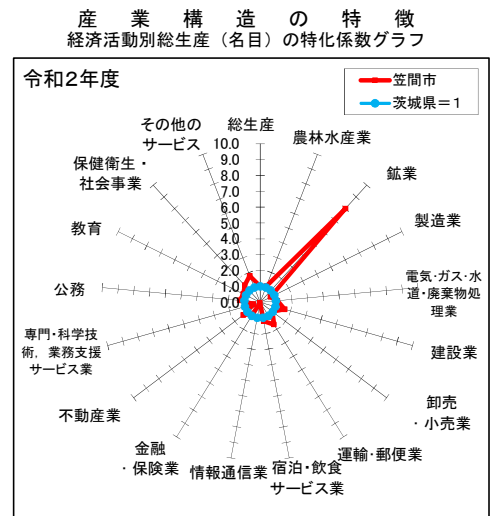 産業構造の特徴
経済活動別総生産（名目）の特化係数グラフ
令和2年度
笠間市
茨城県＝1
総生産
農林水産業
鉱業
製造業
電気･ガス･水
道･廃棄物処
理業
建設業
卸売
・小売業
運輸･郵便業
宿泊・飲食
サービス業
情報通信業
金融
・保険業
不動産業
専門・科学技
術，業務支援
サービス業
公務
教育
保健衛生・
社会事業
その他の
サービス
10.0
9.0
8.0
7.0
6.0
5.0
4.0
3.0
2.0
1.0
0.0